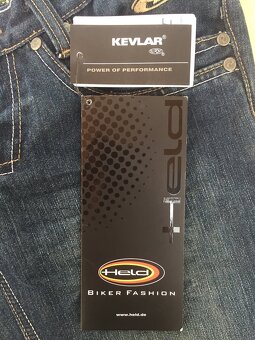 KEVLAR®
POWER OF PERFORMANCE
Held
Held
BIKER FASHION
www.held.de